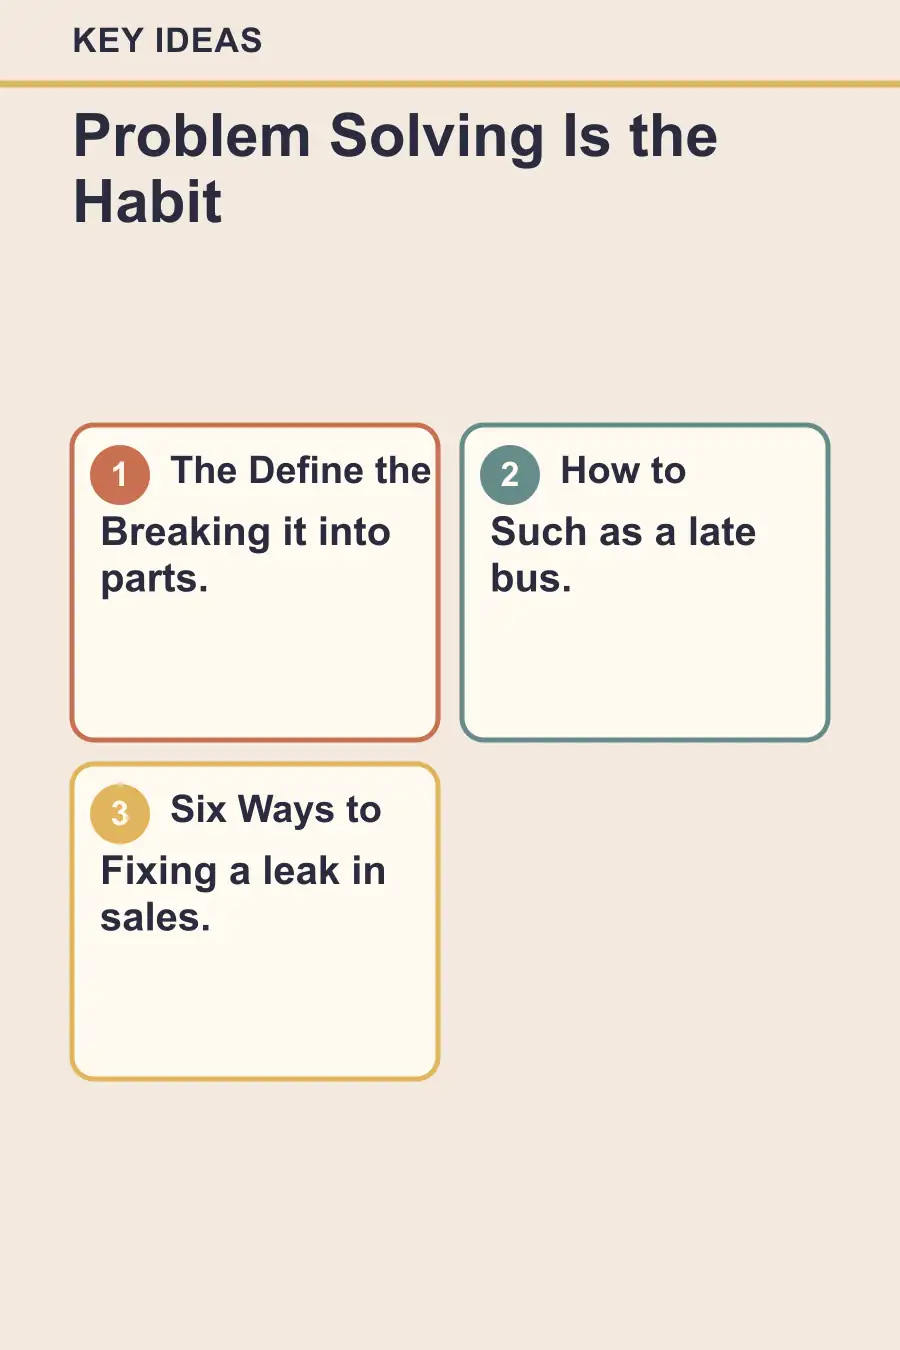 KEY IDEAS
Problem Solving Is the
Habit
1 The Define the
Breaking it into
parts.
2 How to
Such as a late
bus.
3 Six Ways to
Fixing a leak in
sales.